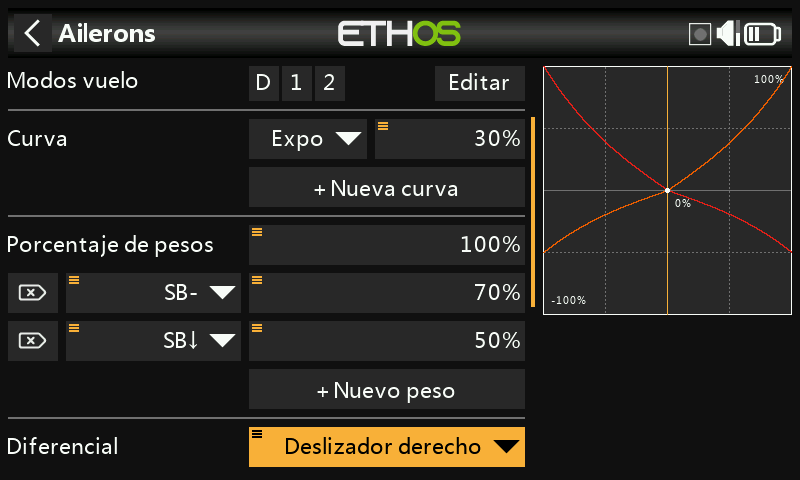 Ailerons
ETHOS
Modos vuelo
D 1 2
Editar
Curva
Expo
30%
+ Nueva curva
Porcentaje de pesos
100%
SB-
70%
SB↓
50%
+ Nuevo peso
Diferencial
Deslizador derecho
100%
0%
-100%